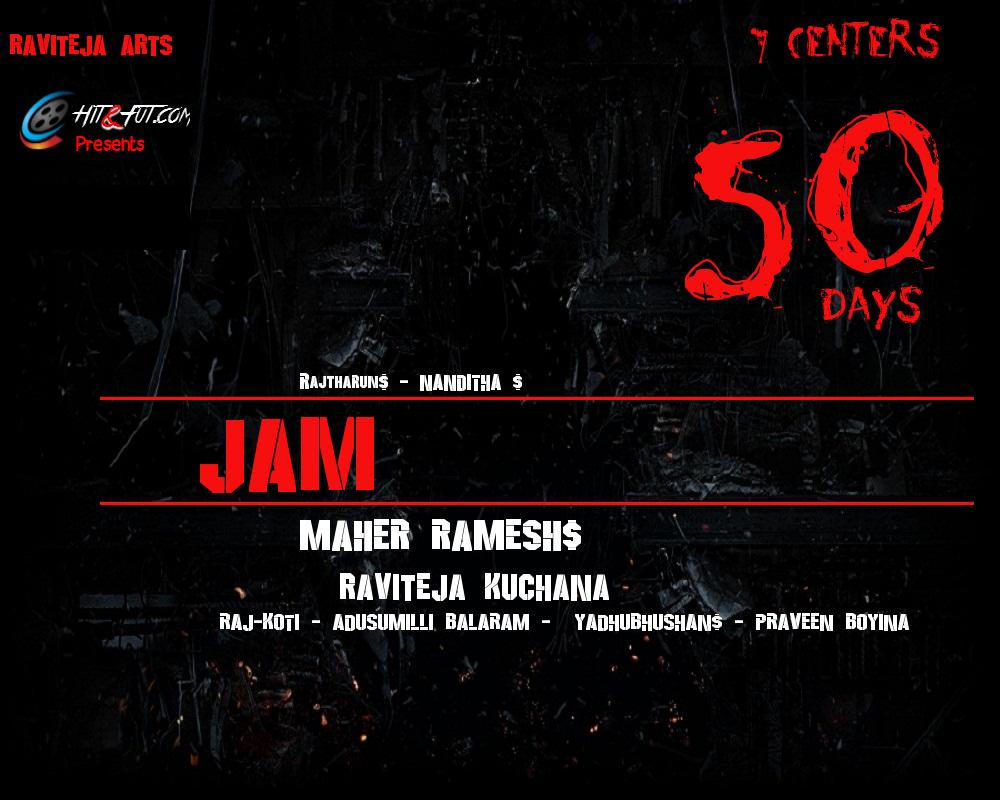 RAVITEJA ARTS
HIT&FUT.COM
Presents
7 CENTERS
50
DAYS
RAJTHARUN$ - NANDITHA $
JAM
MAHER RAMESH$
RAVITEJA KUCHANA
RAJ-KOTI - ADUSUMILLI BALARAM - YADHUBHUSHAN$ - PRAVEEN BOYINA